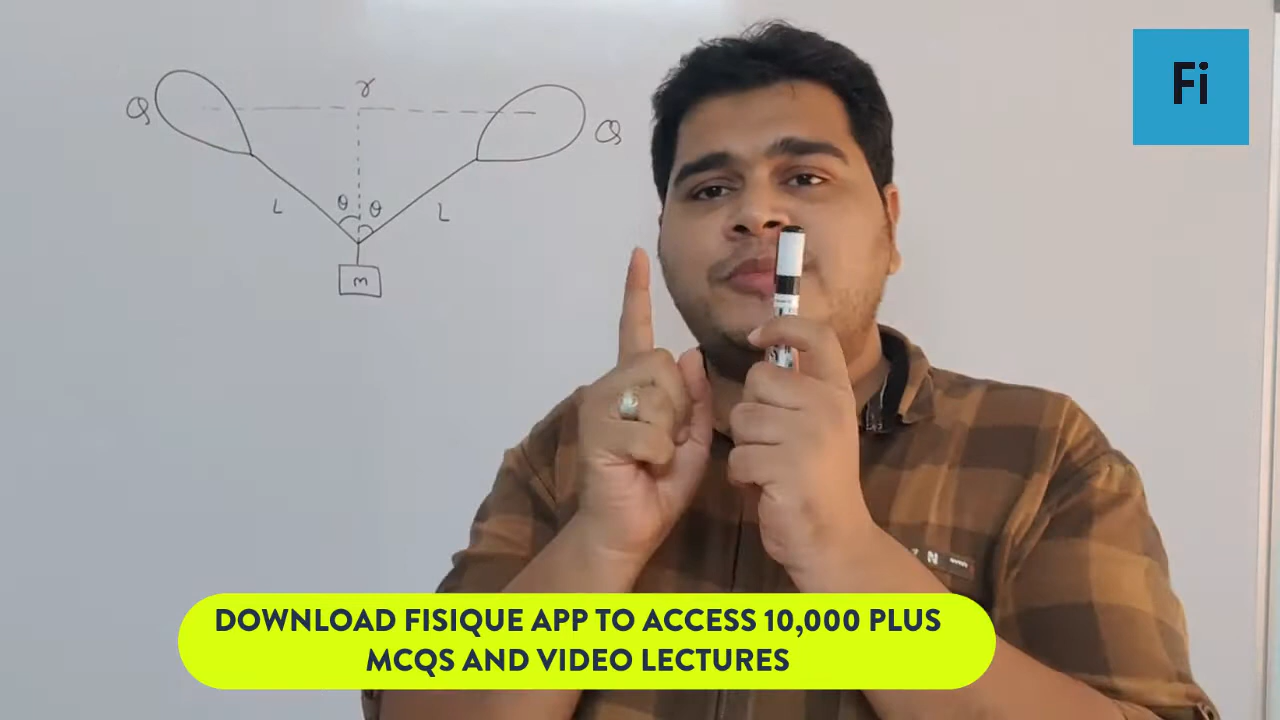 r
Q
Q
θ θ
L
L
m
Fi
N
DOWNLOAD FISIQUE APP TO ACCESS 10,000 PLUS
MCQS AND VIDEO LECTURES